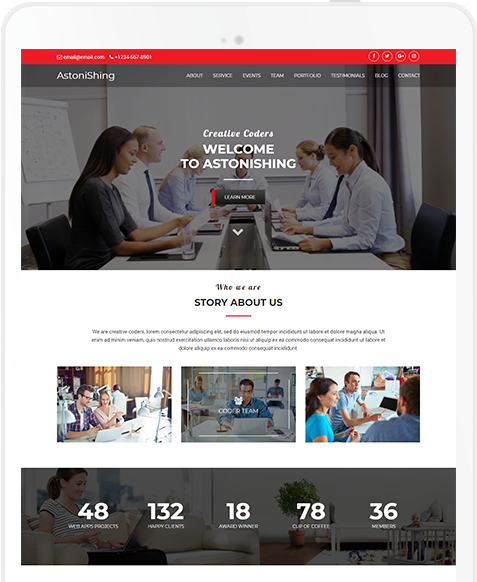 email@email.com +1234-567-8901
AstoniShing ABOUT SERVICE EVENTS TEAM PORTFOLIO TESTIMONIALS BLOG CONTACT
Creative Coders
WELCOME
TO ASTONISHING
LEARN MORE
Who we are
STORY ABOUT US
We are creative coders, lorem consectetur adipiscing elit, sed do eiusmod tempor incididunt ut labore et dolore magna aliqua. Ut
enim ad minim veniam, quis nostrud exercitation ullamco laboris nisi ut aliquip ex ea commodo consequat incididunt ut labore et
dolore aliquip ex ea commodo consequat incididunt
CODER TEAM
48 132 18 78 36
WEB APPS PROJECTS HAPPY CLIENTS AWARD WINNER CUP OF COFFEE MEMBERS